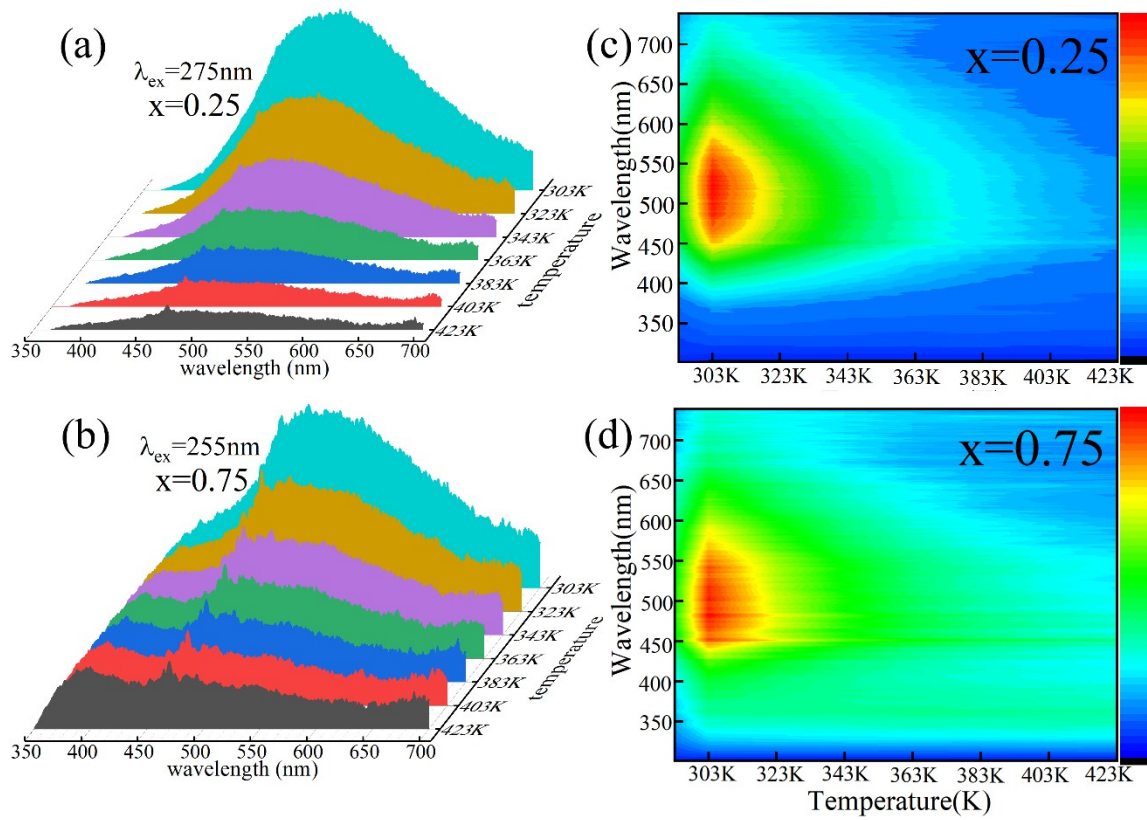 (a)
λex=275nm
x=0.25
303K
323K
343K
363K
383K
403K
423K
temperature
350 400 450 500 550 600 650 700
wavelength (nm)
(b)
λex=255nm
x=0.75
303K
323K
343K
363K
383K
403K
423K
temperature
350 400 450 500 550 600 650 700
wavelength (nm)
(c)
x=0.25
Wavelength(nm)
700
650
600
550
500
450
400
350
303K 323K 343K 363K 383K 403K 423K
(d)
x=0.75
Wavelength(nm)
700
650
600
550
500
450
400
350
303K 323K 343K 363K 383K 403K 423K
Temperature(K)